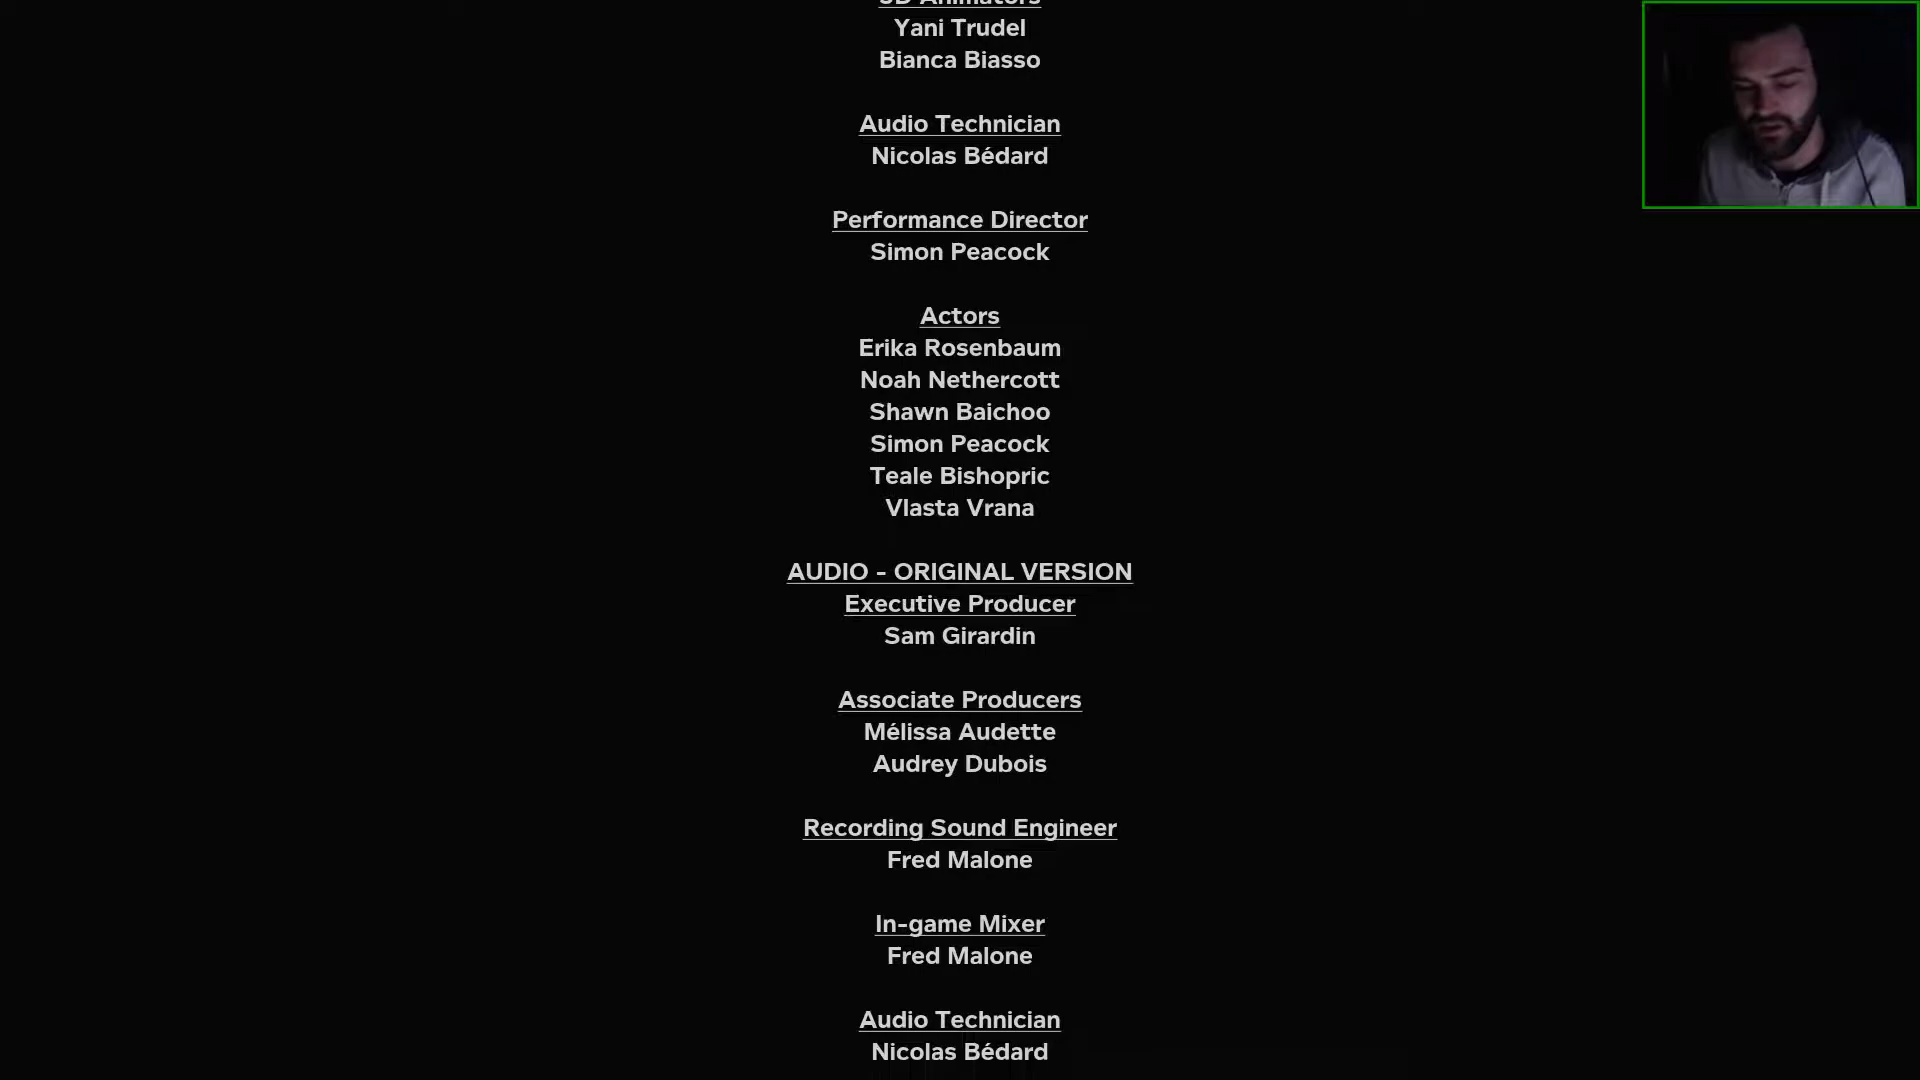 3D Animators
Yani Trudel
Bianca Biasso
Audio Technician
Nicolas Bédard
Performance Director
Simon Peacock
Actors
Erika Rosenbaum
Noah Nethercott
Shawn Baichoo
Simon Peacock
Teale Bishopric
Vlasta Vrana
AUDIO - ORIGINAL VERSION
Executive Producer
Sam Girardin
Associate Producers
Mélissa Audette
Audrey Dubois
Recording Sound Engineer
Fred Malone
In-game Mixer
Fred Malone
Audio Technician
Nicolas Bédard